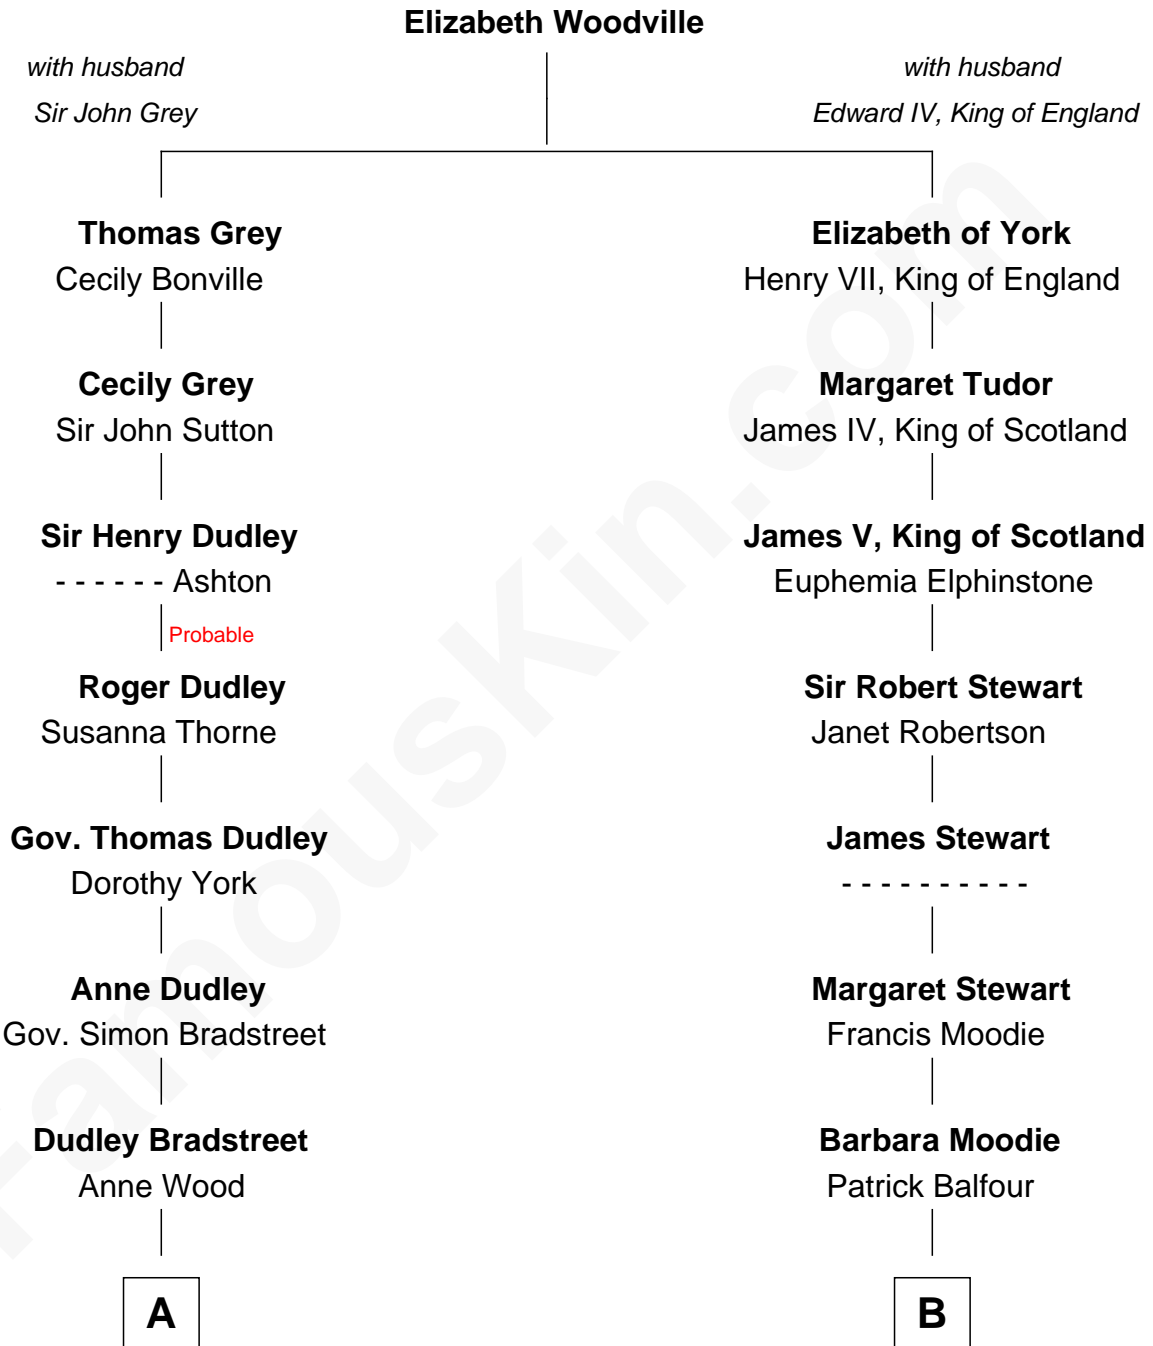 Elizabeth Woodville
with husband
Sir John Grey
with husband
Edward IV, King of England
Thomas Grey
Cecily Bonville
Elizabeth of York
Henry VII, King of England
Cecily Grey
Sir John Sutton
Margaret Tudor
James IV, King of Scotland
Sir Henry Dudley
- - - - - - Ashton
James V, King of Scotland
Euphemia Elphinstone
Probable
Roger Dudley
Susanna Thorne
Sir Robert Stewart
Janet Robertson
Gov. Thomas Dudley
Dorothy York
James Stewart
- - - - - - - - - -
Anne Dudley
Gov. Simon Bradstreet
Margaret Stewart
Francis Moodie
Dudley Bradstreet
Anne Wood
Barbara Moodie
Patrick Balfour
A
B
FamousKin.com